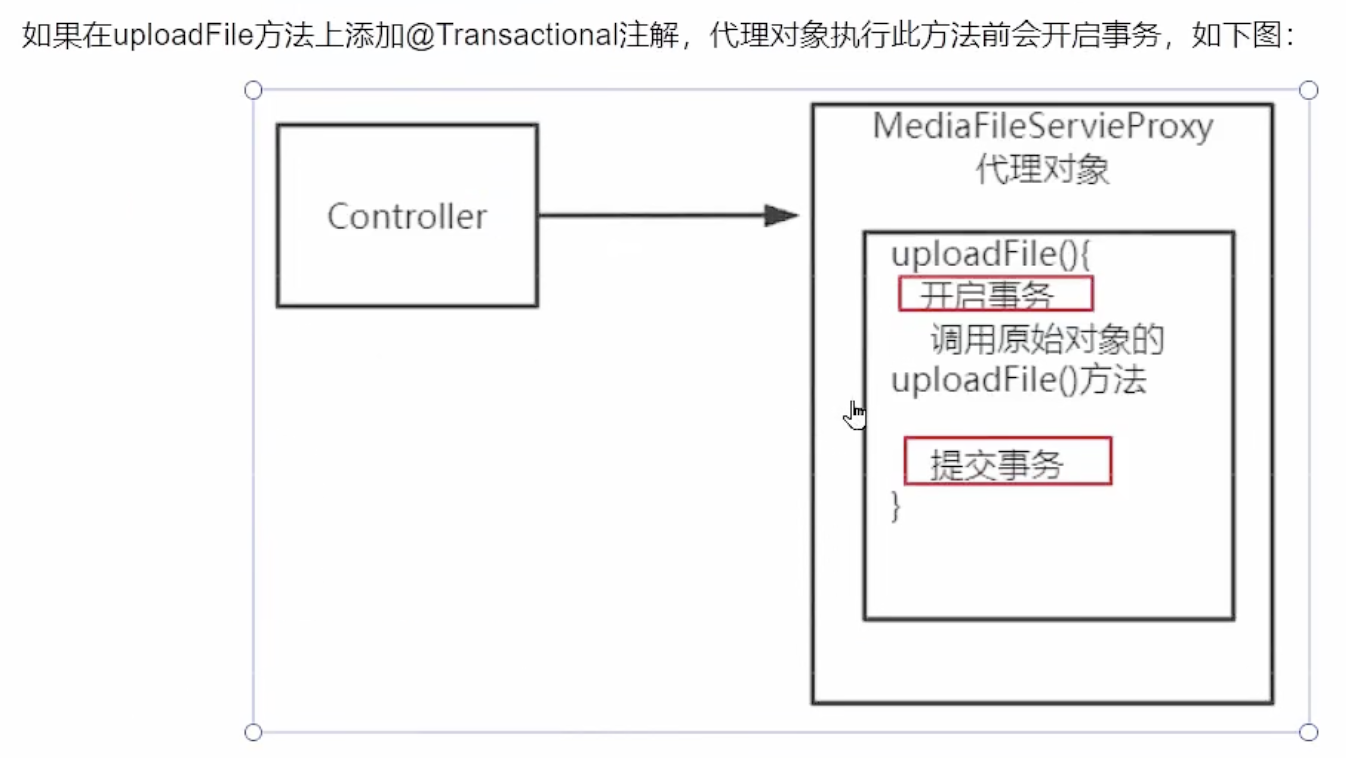 如果在uploadFile方法上添加@Transactional注解，代理对象执行此方法前会开启事务，如下图：
Controller
MediaFileServieProxy
代理对象
uploadFile(){
开启事务
调用原始对象的
uploadFile()方法
提交事务
}